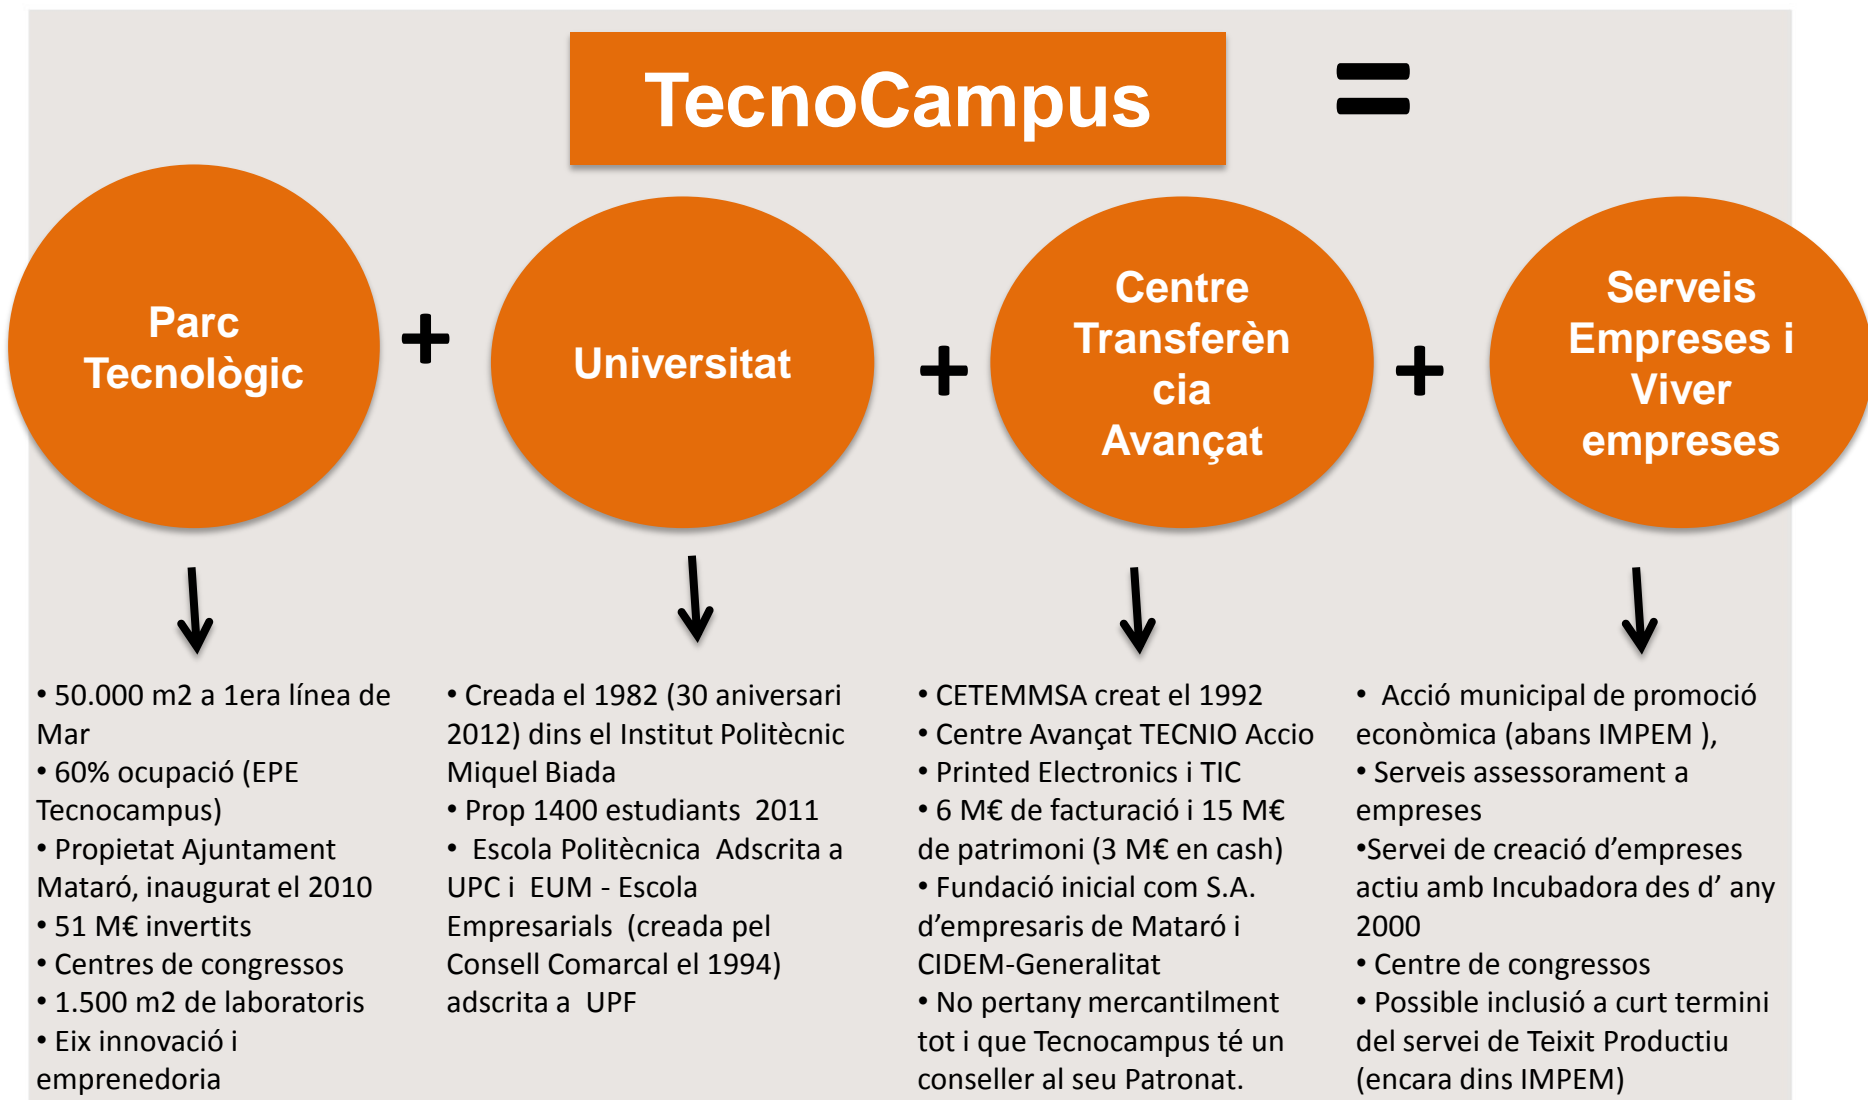 TecnoCampus
=
Parc
Tecnològic
+
Universitat
+
Centre
Transferèn
cia
Avançat
+
Serveis
Empreses i
Viver
empreses
• 50.000 m2 a 1era línea de
Mar
• 60% ocupació (EPE
Tecnocampus)
• Propietat Ajuntament
Mataró, inaugurat el 2010
• 51 M€ invertits
• Centres de congressos
• 1.500 m2 de laboratoris
• Eix innovació i
emprenedoria
• Creada el 1982 (30 aniversari
2012) dins el Institut Politècnic
Miquel Biada
• Prop 1400 estudiants 2011
• Escola Politècnica Adscrita a
UPC i EUM - Escola
Empresarials (creada pel
Consell Comarcal el 1994)
adscrita a UPF
• CETEMMSA creat el 1992
• Centre Avançat TECNIO Accio
• Printed Electronics i TIC
• 6 M€ de facturació i 15 M€
de patrimoni (3 M€ en cash)
• Fundació inicial com S.A.
d’empresaris de Mataró i
CIDEM-Generalitat
• No pertany mercantilment
tot i que Tecnocampus té un
conseller al seu Patronat.
• Acció municipal de promoció
econòmica (abans IMPEM ),
• Serveis assessorament a
empreses
•Servei de creació d’empreses
actiu amb Incubadora des d’ any
2000
• Centre de congressos
• Possible inclusió a curt termini
del servei de Teixit Productiu
(encara dins IMPEM)